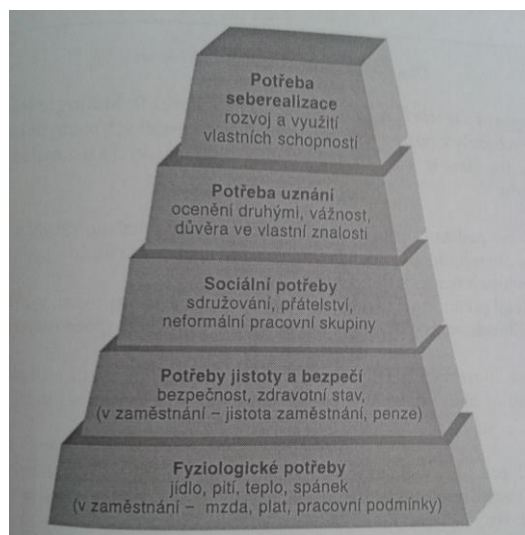 Potřeba
seberealizace
rozvoj a využití
vlastních schopností
Potřeba uznání
ocenění druhými, vážnost,
důvěra ve vlastní znalosti
Sociální potřeby
sdružování, přátelství,
neformální pracovní skupiny
Potřeby jistoty a bezpečí
bezpečnost, zdravotní stav,
(v zaměstnání – jistota zaměstnání, penze)
Fyziologické potřeby
jídlo, pití, teplo, spánek
(v zaměstnání – mzda, plat, pracovní podmínky)